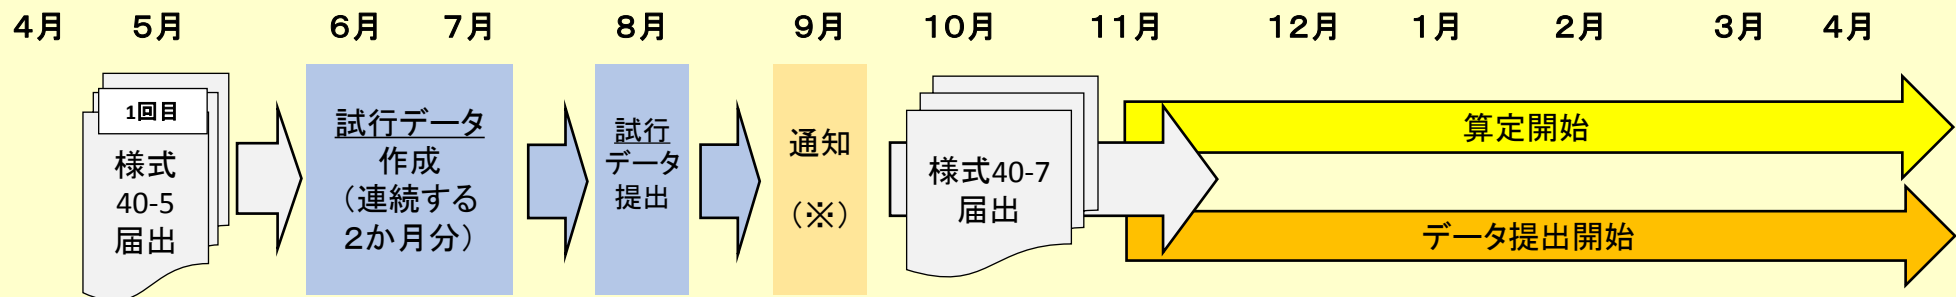 ４月 ５月 ６月 ７月 ８月 ９月 １０月 １１月 １２月 １月 ２月 ３月 ４月
1回目
様式
40-5
届出
試行データ
作成
（連続する
２か月分）
試行
データ
提出
通知
（※）
様式40-7
届出
算定開始
データ提出開始